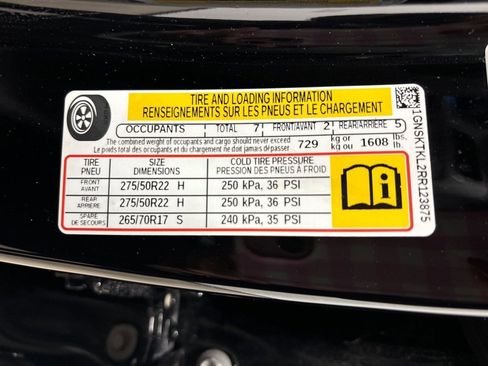 TIRE AND LOADING INFORMATION
RENSEIGNEMENTS SUR LES PNEUS ET LE CHARGEMENT
OCCUPANTS TOTAL 7 FRONT/AVANT 2 REAR/ARRIERE 5
The combined weight of occupants and cargo should never exceed 729 kg or 1608 lbs.
Le poids total des occupants et du chargement ne doit jamais dépasser kg ou lb.
TIRE SIZE COLD TIRE PRESSURE
PNEU DIMENSIONS PRESSION DES PNEUS À FROID
FRONT
AVANT 275/50R22 H 250 kPa, 36 PSI
REAR
ARRIERE 275/50R22 H 250 kPa, 36 PSI
SPARE
DE SECOURS 265/70R17 S 240 kPa, 35 PSI
1GNSKTKL2RR123875